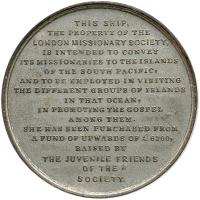 THIS SHIP,
THE PROPERTY OF THE
LONDON MISSIONARY SOCIETY,
IS INTENDED TO CONVEY
ITS MISSIONARIES TO THE ISLANDS
OF THE SOUTH PACIFIC;
AND TO BE EMPLOYED IN VISITING
THE DIFFERENT GROUPS OF ISLANDS
IN THAT OCEAN;
IN PROMOTING THE GOSPEL
AMONG THEM.
SHE HAS BEEN PURCHASED FROM
A FUND OF UPWARDS OF £6200,
RAISED BY
THE JUVENILE FRIENDS
OF THE
SOCIETY.